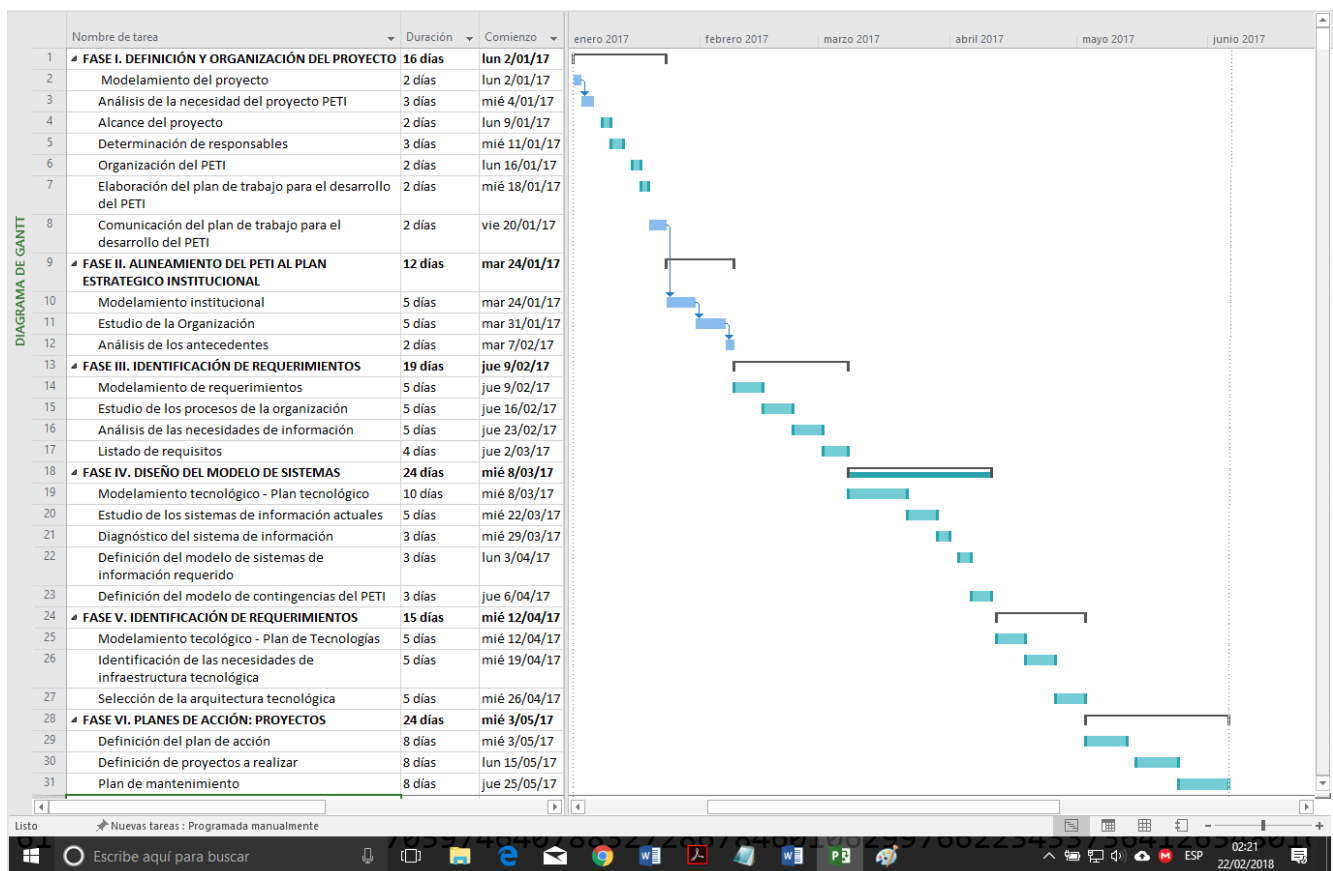 Nombre de tarea Duración Comienzo enero 2017 febrero 2017 marzo 2017 abril 2017 mayo 2017 junio 2017
DIAGRAMA DE GANTT
1 FASE I. DEFINICIÓN Y ORGANIZACIÓN DEL PROYECTO 16 días lun 2/01/17
2 Modelamiento del proyecto 2 días lun 2/01/17
3 Análisis de la necesidad del proyecto PETI 3 días mié 4/01/17
4 Alcance del proyecto 2 días lun 9/01/17
5 Determinación de responsables 3 días mié 11/01/17
6 Organización del PETI 2 días lun 16/01/17
7 Elaboración del plan de trabajo para el desarrollo 2 días mié 18/01/17
del PETI
8 Comunicación del plan de trabajo para el 2 días vie 20/01/17
desarrollo del PETI
9 FASE II. ALINEAMIENTO DEL PETI AL PLAN 12 días mar 24/01/17
ESTRATEGICO INSTITUCIONAL
10 Modelamiento institucional 5 días mar 24/01/17
11 Estudio de la Organización 5 días mar 31/01/17
12 Análisis de los antecedentes 2 días mar 7/02/17
13 FASE III. IDENTIFICACIÓN DE REQUERIMIENTOS 19 días jue 9/02/17
14 Modelamiento de requerimientos 5 días jue 9/02/17
15 Estudio de los procesos de la organización 5 días jue 16/02/17
16 Análisis de las necesidades de información 5 días jue 23/02/17
17 Listado de requisitos 4 días jue 2/03/17
18 FASE IV. DISEÑO DEL MODELO DE SISTEMAS 24 días mié 8/03/17
19 Modelamiento tecnológico - Plan tecnológico 10 días mié 8/03/17
20 Estudio de los sistemas de información actuales 5 días mié 22/03/17
21 Diagnóstico del sistema de información 3 días mié 29/03/17
22 Definición del modelo de sistemas de 3 días lun 3/04/17
información requerido
23 Definición del modelo de contingencias del PETI 3 días jue 6/04/17
24 FASE V. IDENTIFICACIÓN DE REQUERIMIENTOS 15 días mié 12/04/17
25 Modelamiento tecológico - Plan de Tecnologías 5 días mié 12/04/17
26 Identificación de las necesidades de 5 días mié 19/04/17
infraestructura tecnológica
27 Selección de la arquitectura tecnológica 5 días mié 26/04/17
28 FASE VI. PLANES DE ACCIÓN: PROYECTOS 24 días mié 3/05/17
29 Definición del plan de acción 8 días mié 3/05/17
30 Definición de proyectos a realizar 8 días lun 15/05/17
31 Plan de mantenimiento 8 días jue 25/05/17
Listo Nuevas tareas : Programada manualmente
Escribe aquí para buscar ESP 02:21
22/02/2018